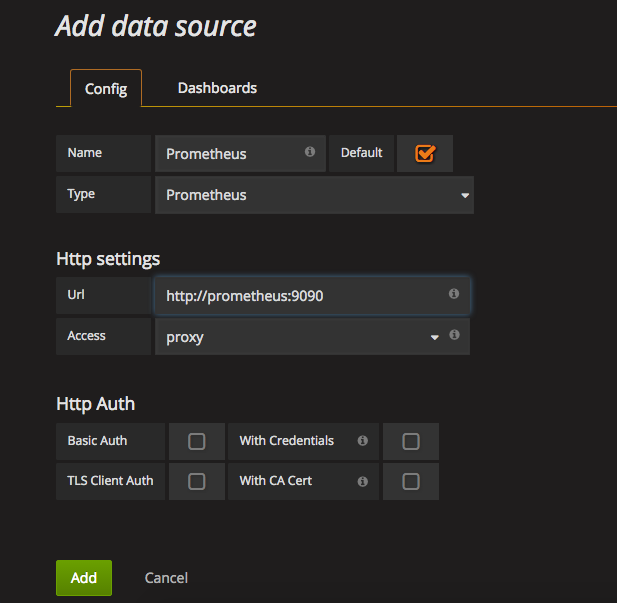 Add data source
Config Dashboards
Name Prometheus Default
Type Prometheus
Http settings
Url http://prometheus:9090
Access proxy
Http Auth
Basic Auth With Credentials
TLS Client Auth With CA Cert
Add Cancel